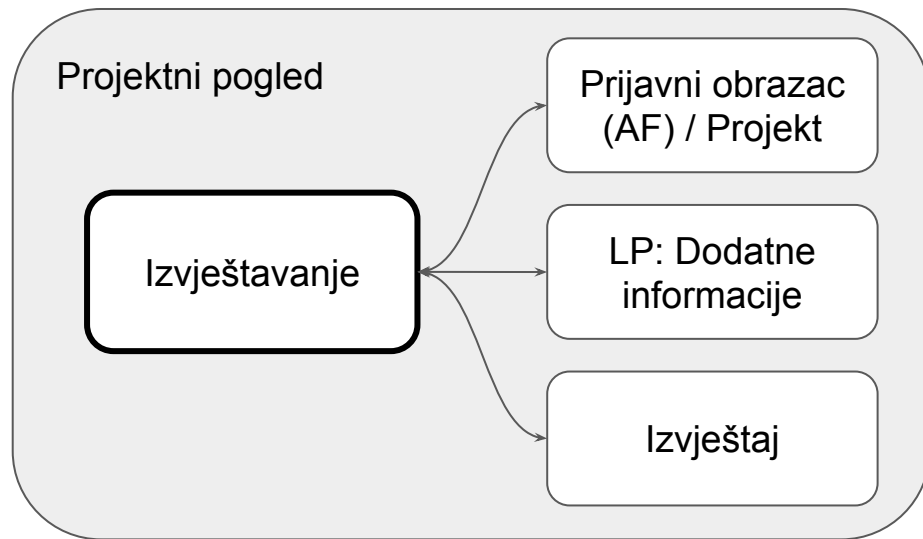 Projektni pogled
Prijavni obrazac
(AF) / Projekt
Izvještavanje
LP: Dodatne
informacije
Izvještaj